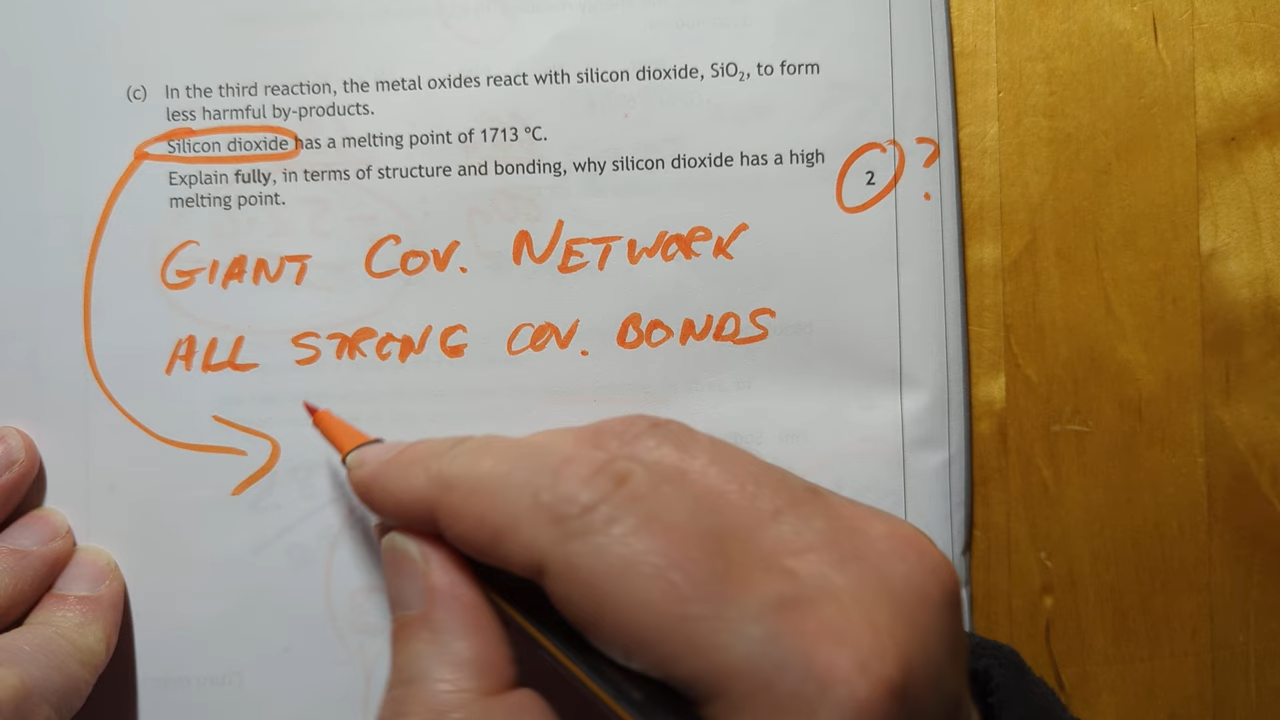 (c) In the third reaction, the metal oxides react with silicon dioxide, SiO₂, to form
less harmful by-products.
Silicon dioxide has a melting point of 1713 °C.
Explain fully, in terms of structure and bonding, why silicon dioxide has a high
melting point.
2 ?
GIANT COV. NETWORK
ALL STRONG COV. BONDS